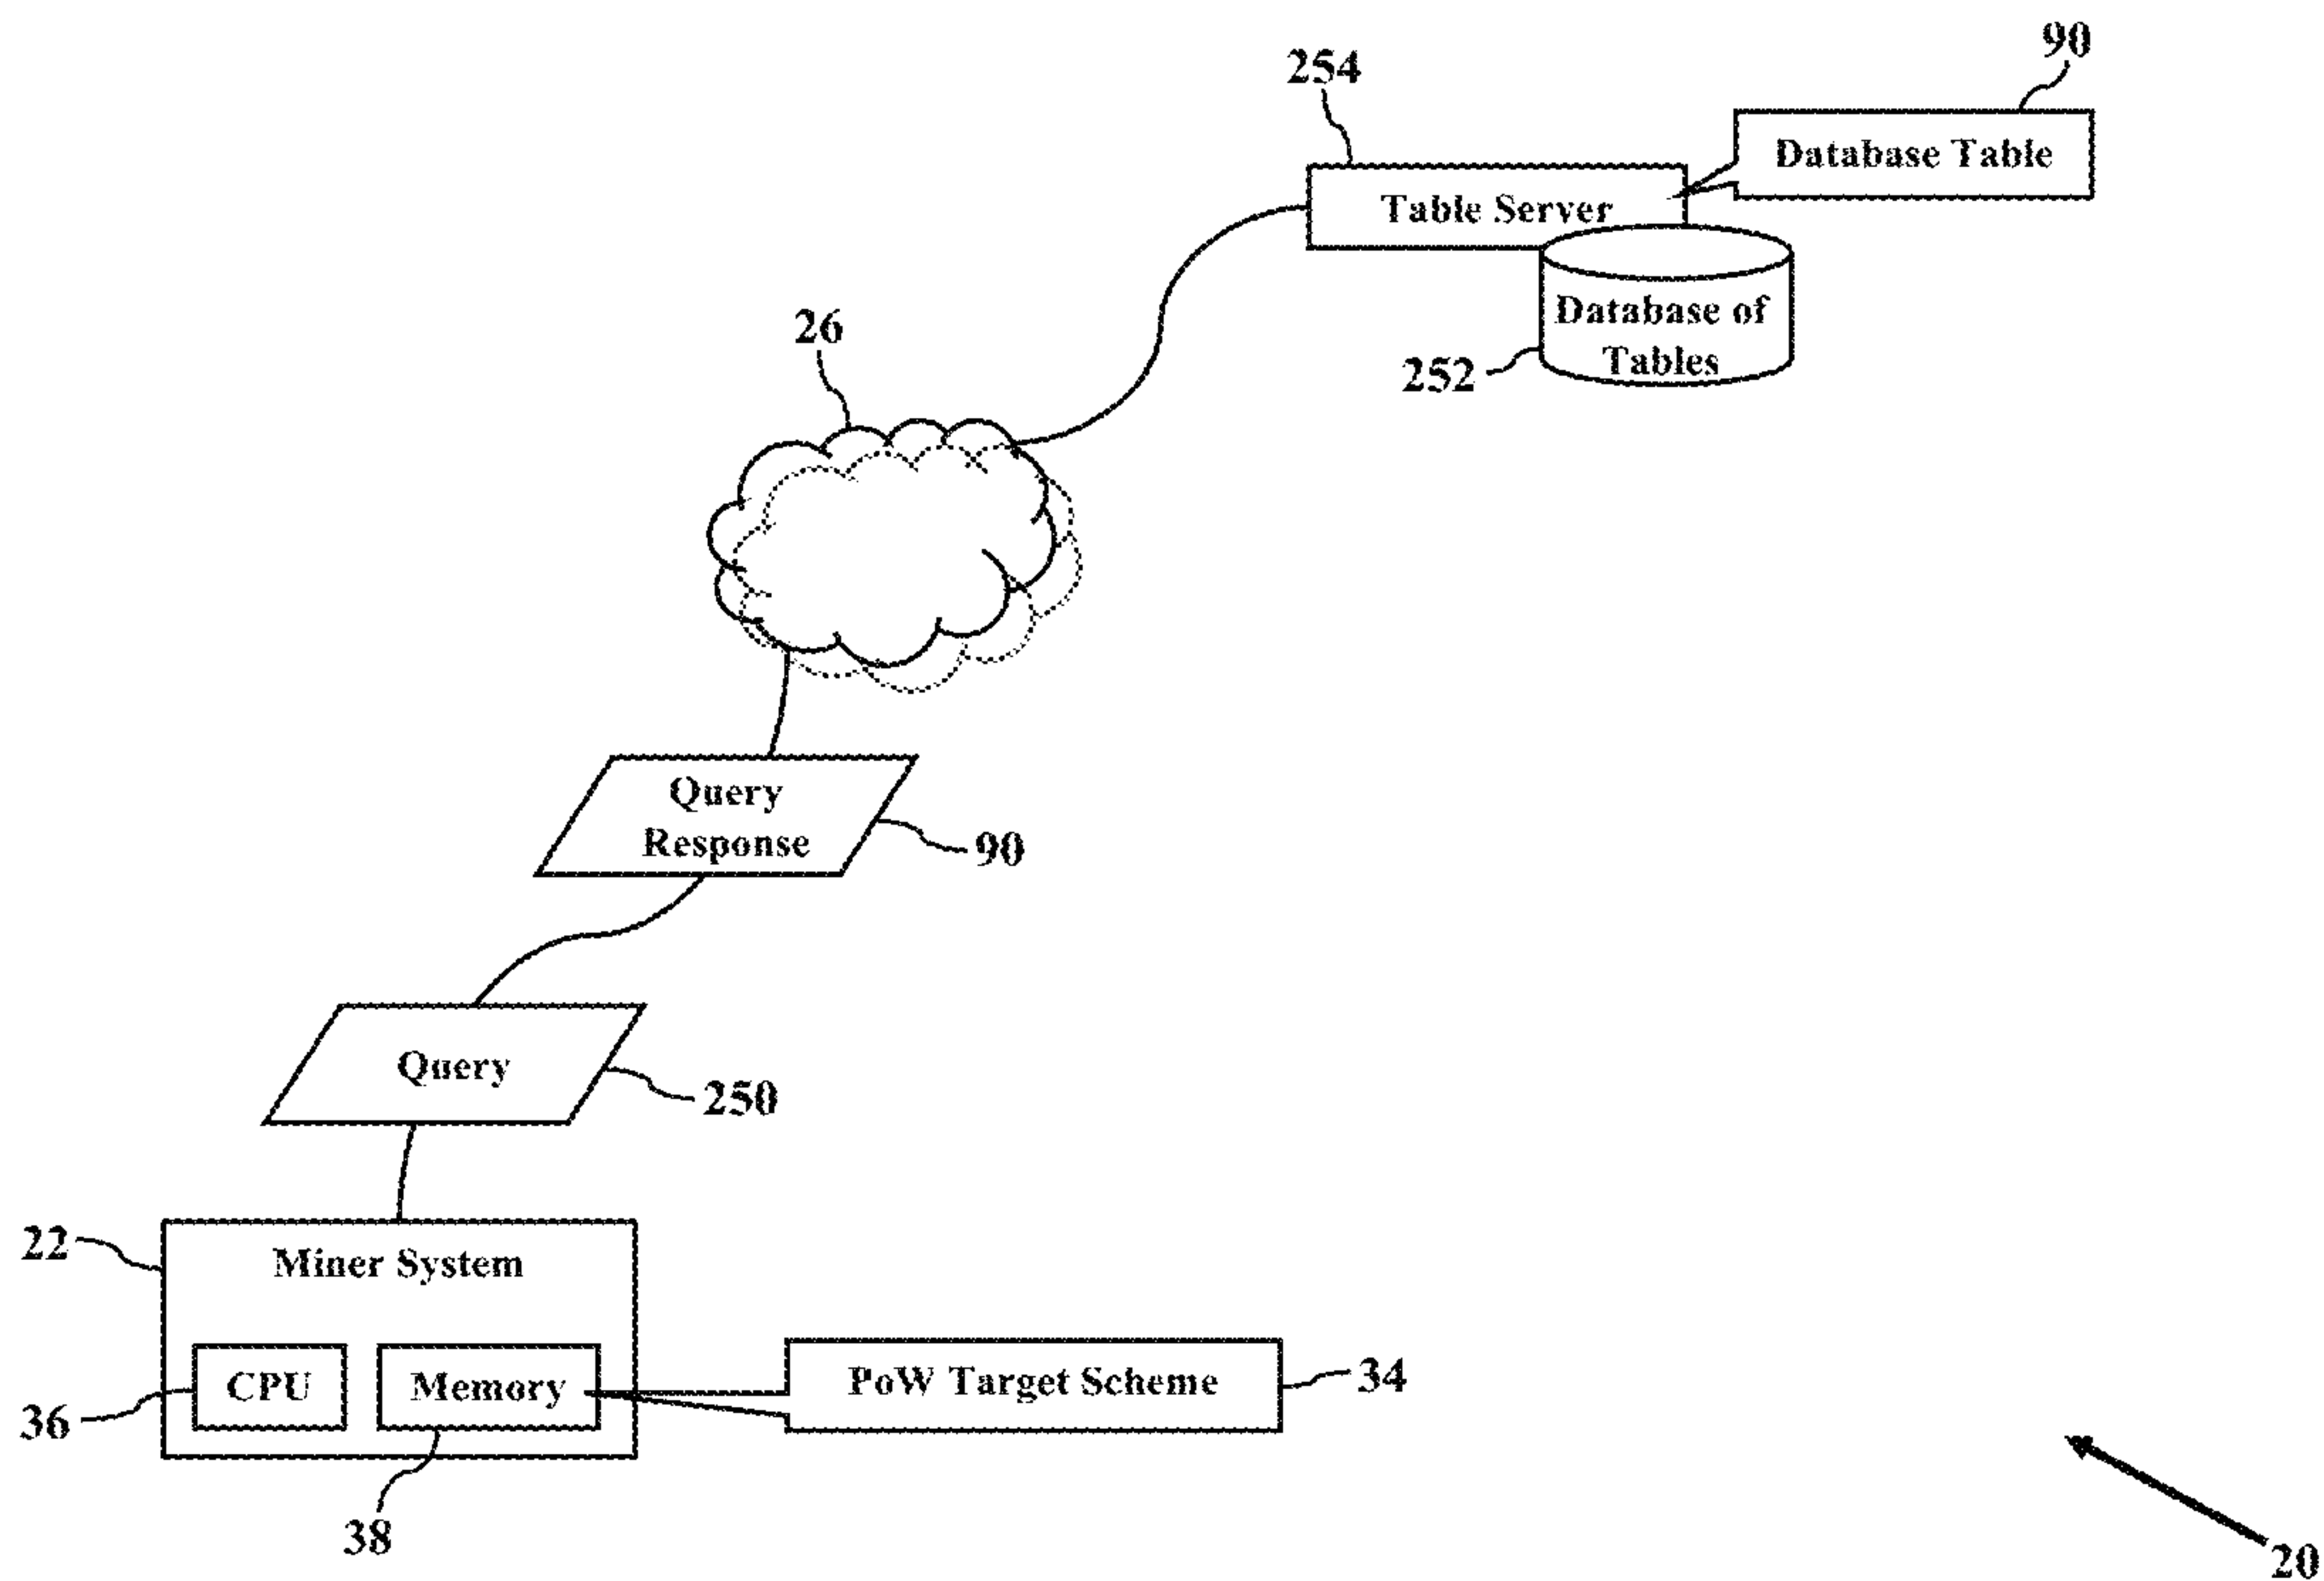 90
254
Database Table
Table Server
26
Database of
Tables
252
Query
Response
90
Query
250
22
Miner System
CPU
Memory
PoW Target Scheme
34
36
38
20